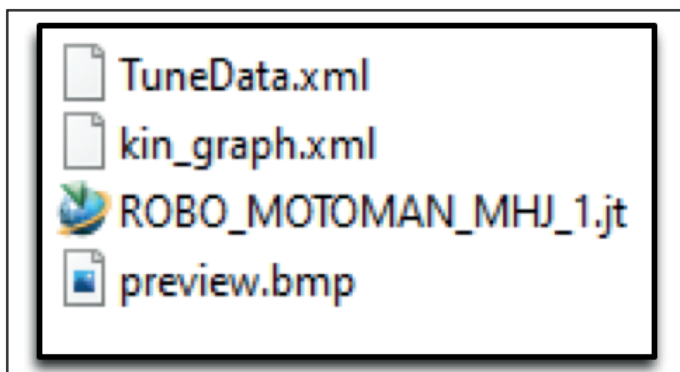 TuneData.xml
kin_graph.xml
ROBO_MOTOMAN_MHJ_1.jt
preview.bmp